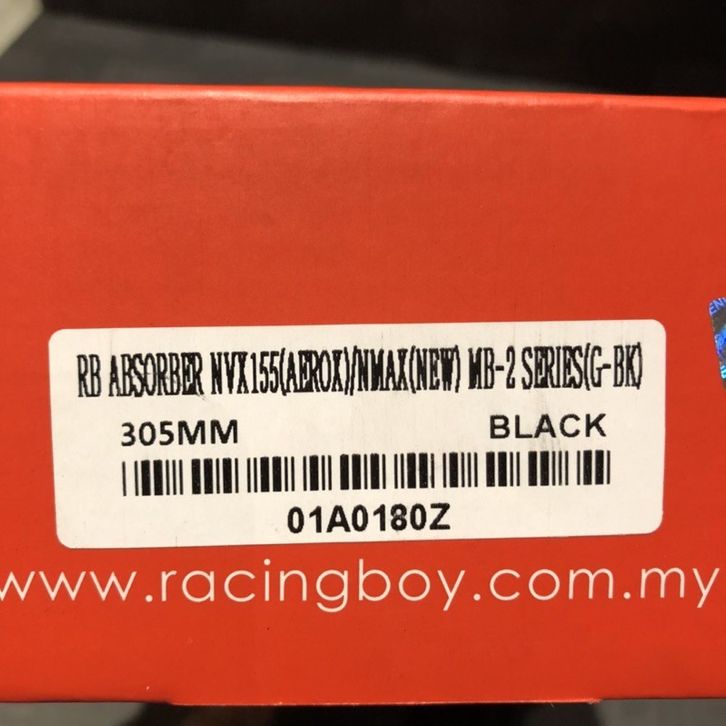 RB ABSORBER NVX155(AEROX)/NMAX(NEW) MB-2 SERIES(G-BK)
305MM BLACK
01A0180Z
www.racingboy.com.my